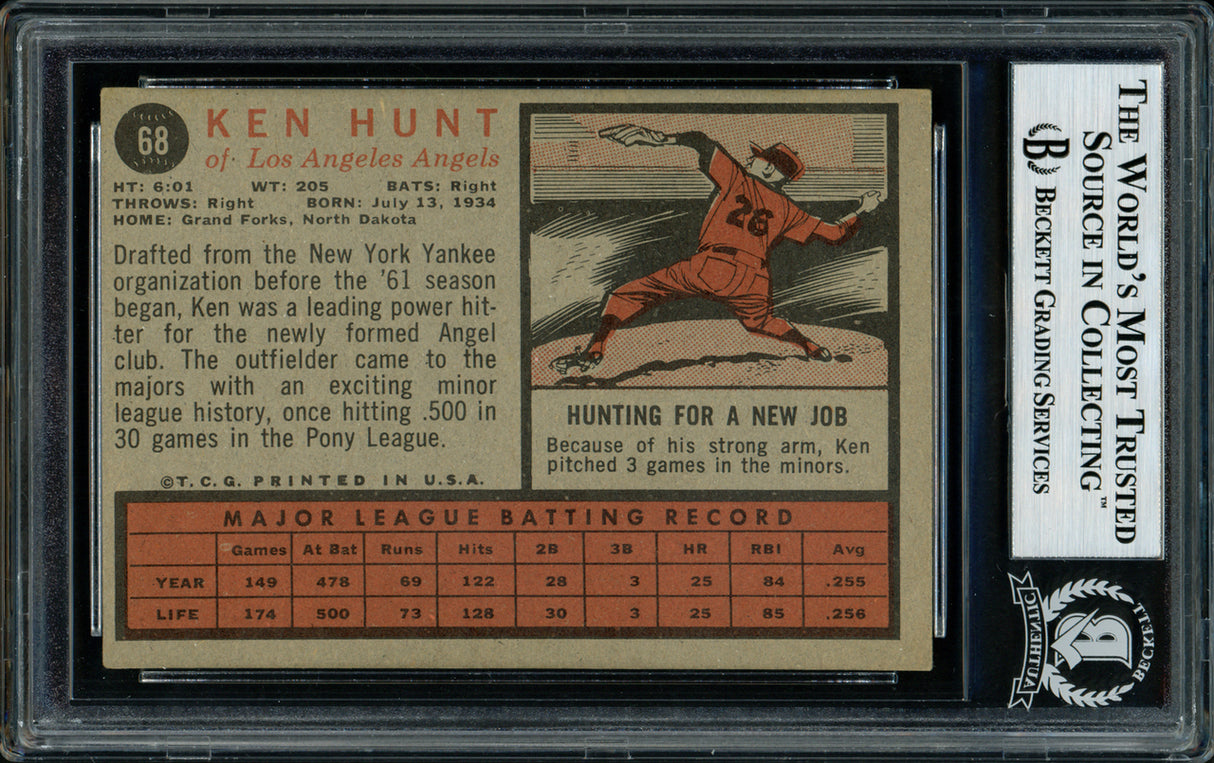 68
KEN HUNT
of Los Angeles Angels
HT: 6:01 WT: 205 BATS: Right
THROWS: Right BORN: July 13, 1934
HOME: Grand Forks, North Dakota
Drafted from the New York Yankee
organization before the '61 season
began, Ken was a leading power hit-
ter for the newly formed Angel
club. The outfielder came to the
majors with an exciting minor
league history, once hitting .500 in
30 games in the Pony League.
©T.C.G. PRINTED IN U.S.A.
26
HUNTING FOR A NEW JOB
Because of his strong arm, Ken
pitched 3 games in the minors.
MAJOR LEAGUE BATTING RECORD
Games At Bat Runs Hits 2B 3B HR RBI Avg
YEAR 149 478 69 122 28 3 25 84 .255
LIFE 174 500 73 128 30 3 25 85 .256
THE WORLD'S MOST TRUSTED
SOURCE IN COLLECTING™
B BECKETT GRADING SERVICES
BECKETT
B
AUTHENTIC